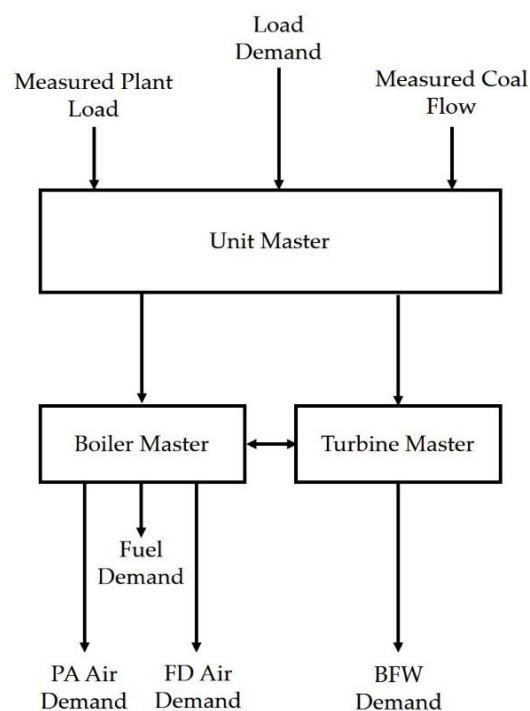 Load
Demand
Measured Plant
Load
Measured Coal
Flow
Unit Master
Boiler Master
Turbine Master
Fuel
Demand
PA Air
Demand
FD Air
Demand
BFW
Demand